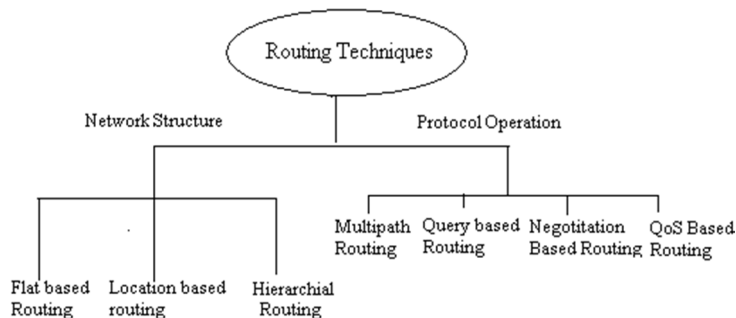 Routing Techniques
Network Structure
Protocol Operation
Multipath
Routing
Query based
Routing
Negotitation
Based Routing
QoS Based
Routing
Flat based
Routing
Location based
routing
Hierarchial
Routing